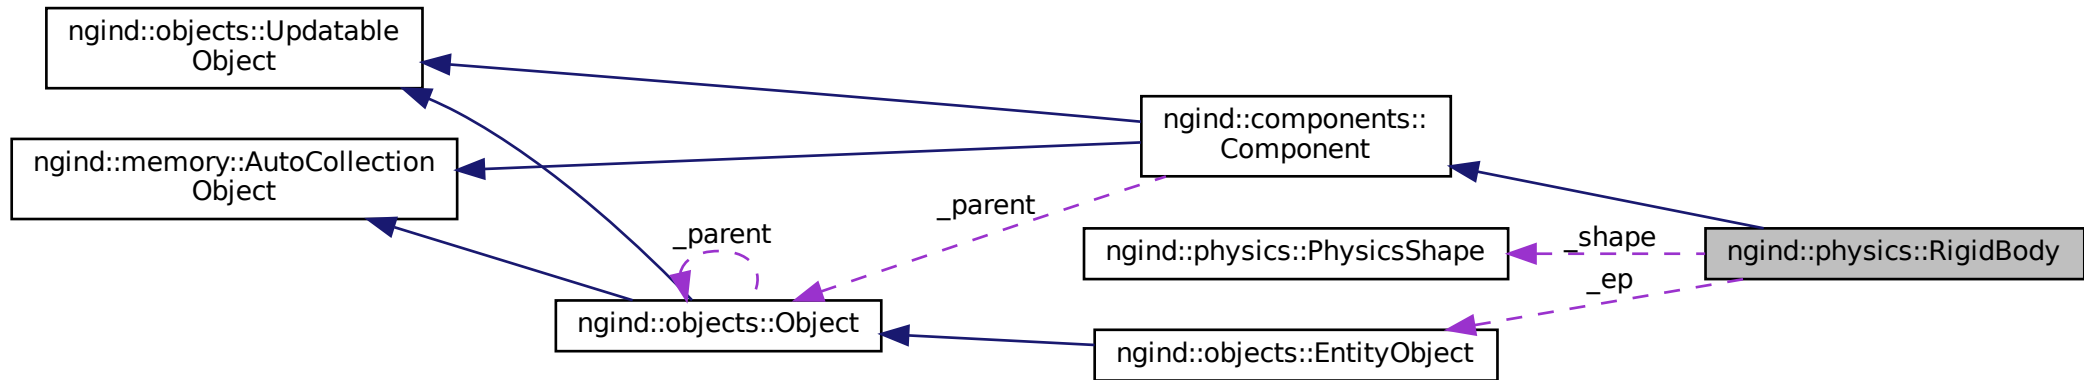 ngind::objects::Updatable
Object
ngind::memory::AutoCollection
Object
_parent
ngind::objects::Object
_parent
ngind::components::
Component
ngind::physics::PhysicsShape
ngind::objects::EntityObject
_shape
_ep
ngind::physics::RigidBody